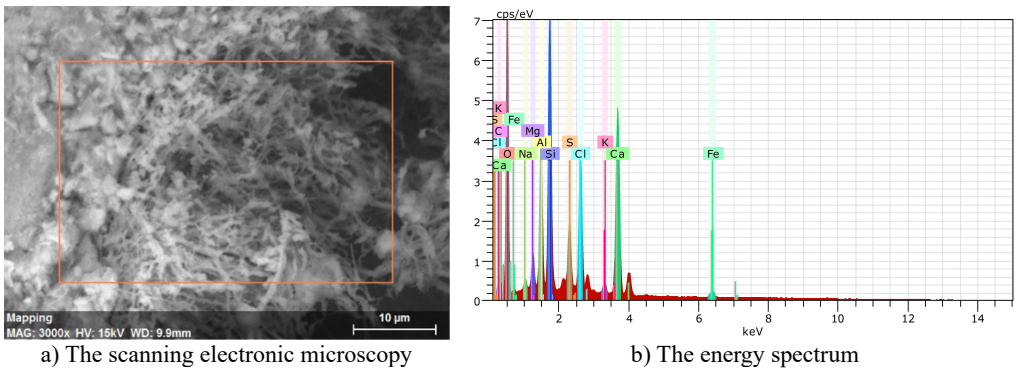 Mapping
MAG: 3000x HV: 15kV WD: 9.9mm
10 µm
a) The scanning electronic microscopy
cps/eV
7
6
5
4
3
2
1
0
K
S
Fe
C
Mg
Cl
Al
S
K
O
Na
Si
Cl
Ca
Fe
Ca
2 4 6 8 10 12 14
keV
b) The energy spectrum